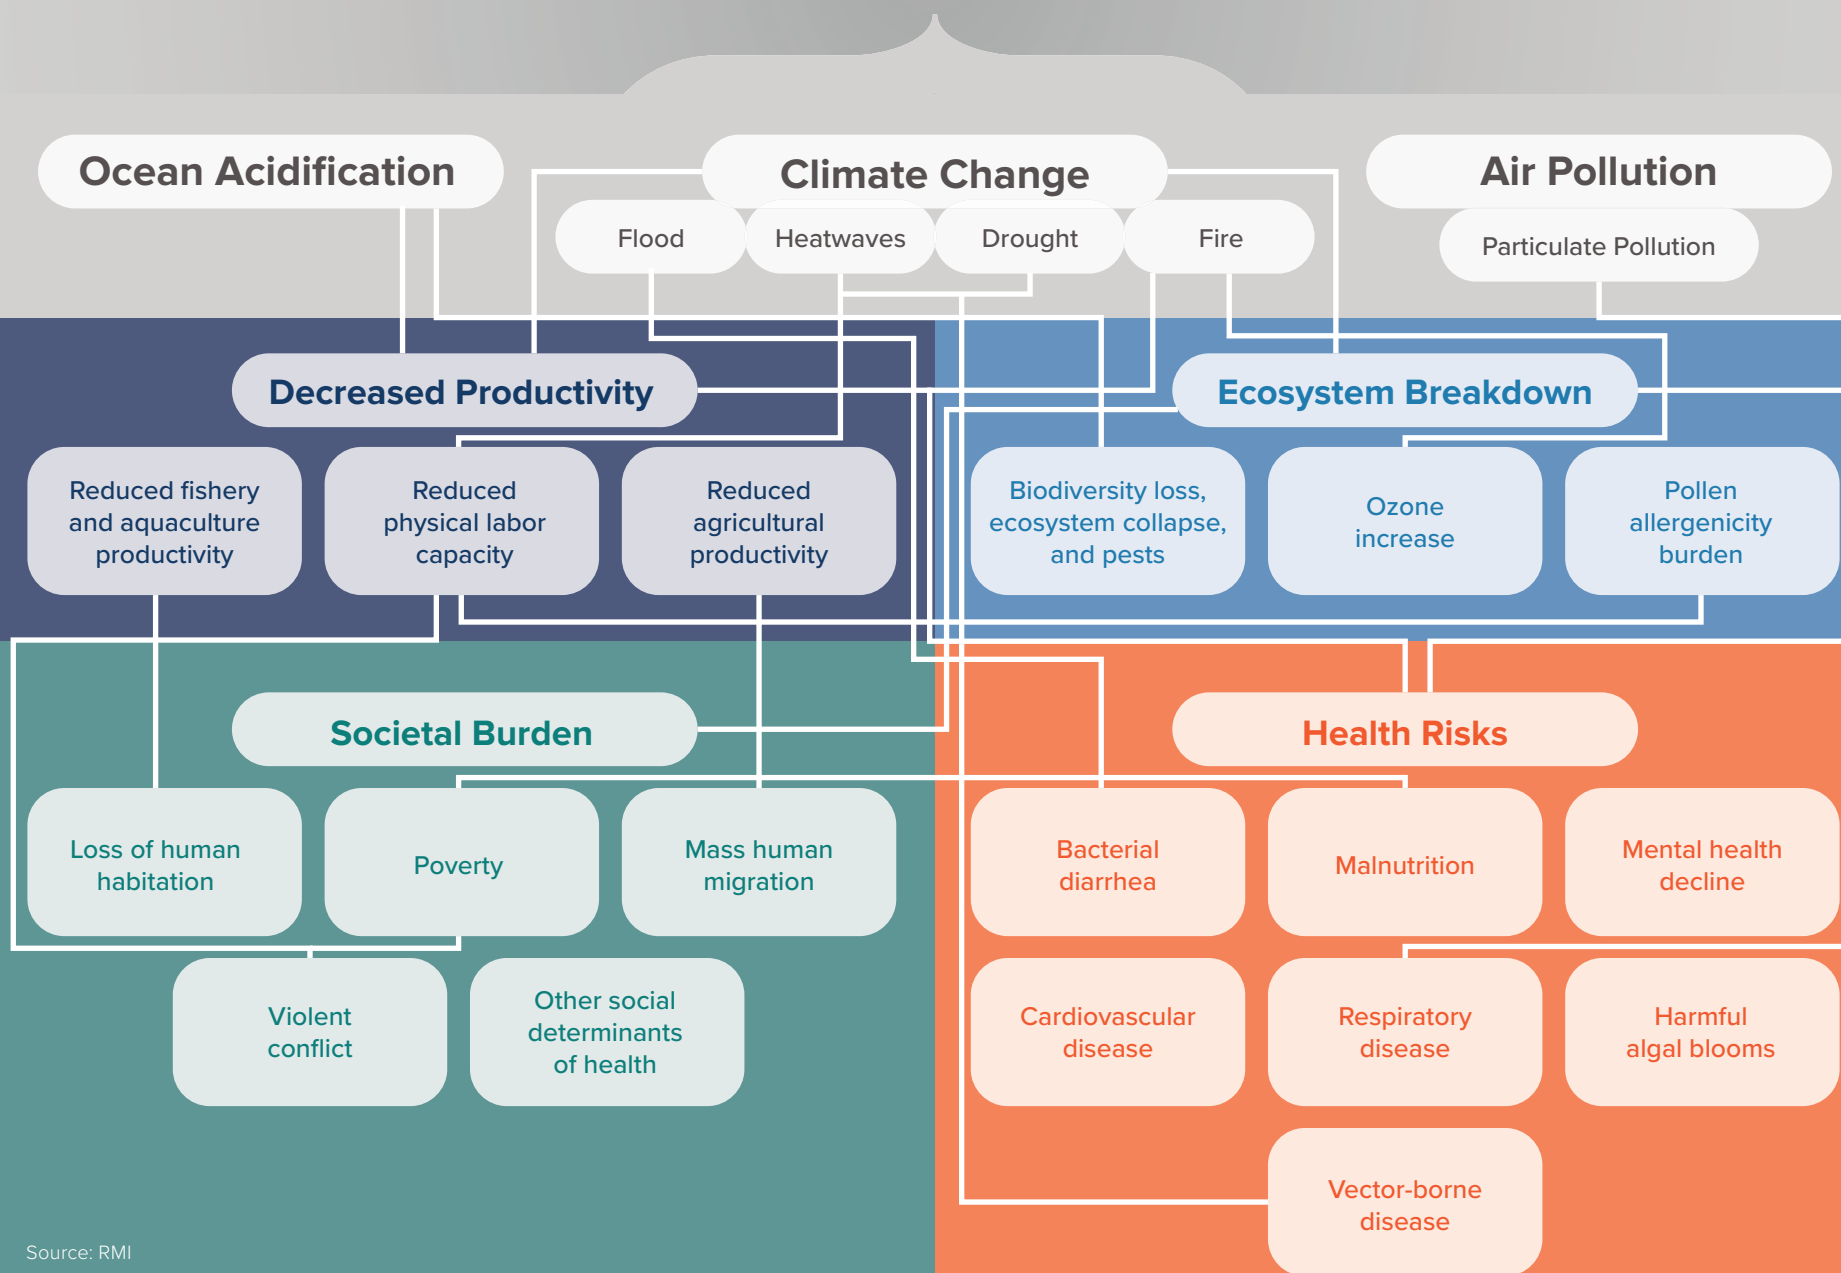 Ocean Acidification
Climate Change
Air Pollution
Flood
Heatwaves
Drought
Fire
Particulate Pollution
Decreased Productivity
Reduced fishery
and aquaculture
productivity
Reduced
physical labor
capacity
Reduced
agricultural
productivity
Ecosystem Breakdown
Biodiversity loss,
ecosystem collapse,
and pests
Ozone
increase
Pollen
allergenicity
burden
Societal Burden
Loss of human
habitation
Poverty
Mass human
migration
Violent
conflict
Other social
determinants
of health
Health Risks
Bacterial
diarrhea
Malnutrition
Mental health
decline
Cardiovascular
disease
Respiratory
disease
Harmful
algal blooms
Vector-borne
disease
Source: RMI